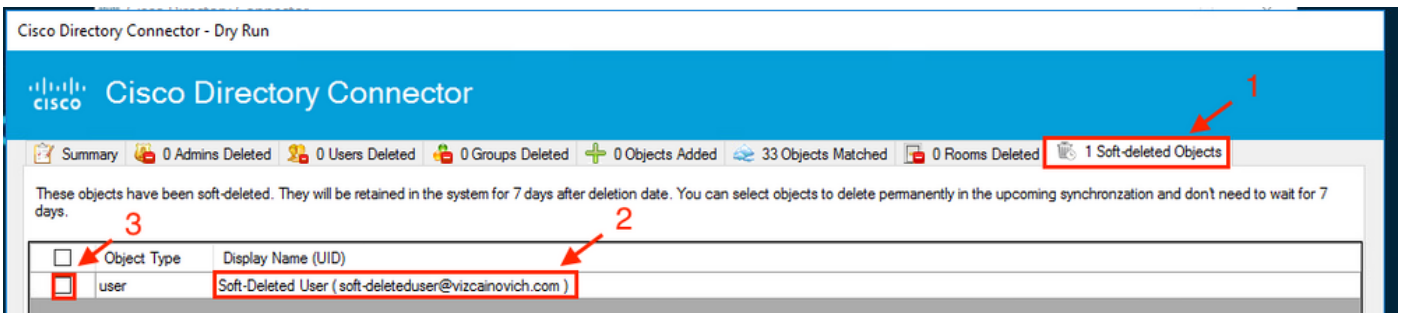 Cisco Directory Connector - Dry Run
1
CISCO Cisco Directory Connector
Summary 0 Admins Deleted 0 Users Deleted 0 Groups Deleted 0 Objects Added 33 Objects Matched 0 Rooms Deleted 1 Soft-deleted Objects
These objects have been soft-deleted. They will be retained in the system for 7 days after deletion date. You can select objects to delete permanently in the upcoming synchronzation and don't need to wait for 7
days.
3 2
Object Type Display Name (UID)
user Soft-Deleted User ( soft-deleteduser@vizcainovich.com )